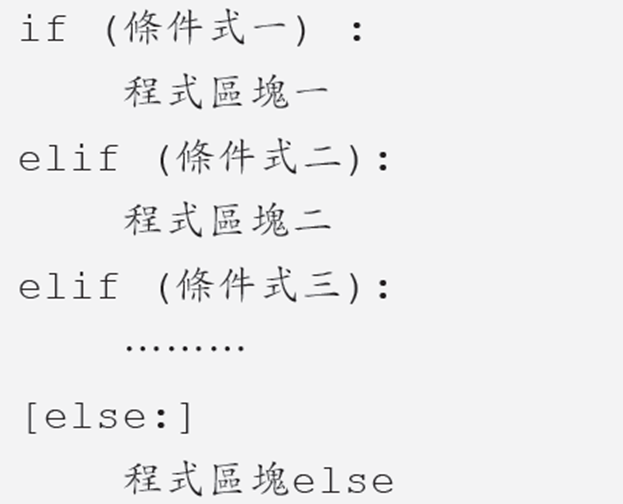 if (條件式一) :
程式區塊一
elif (條件式二):
程式區塊二
elif (條件式三):
………
[else:]
程式區塊else